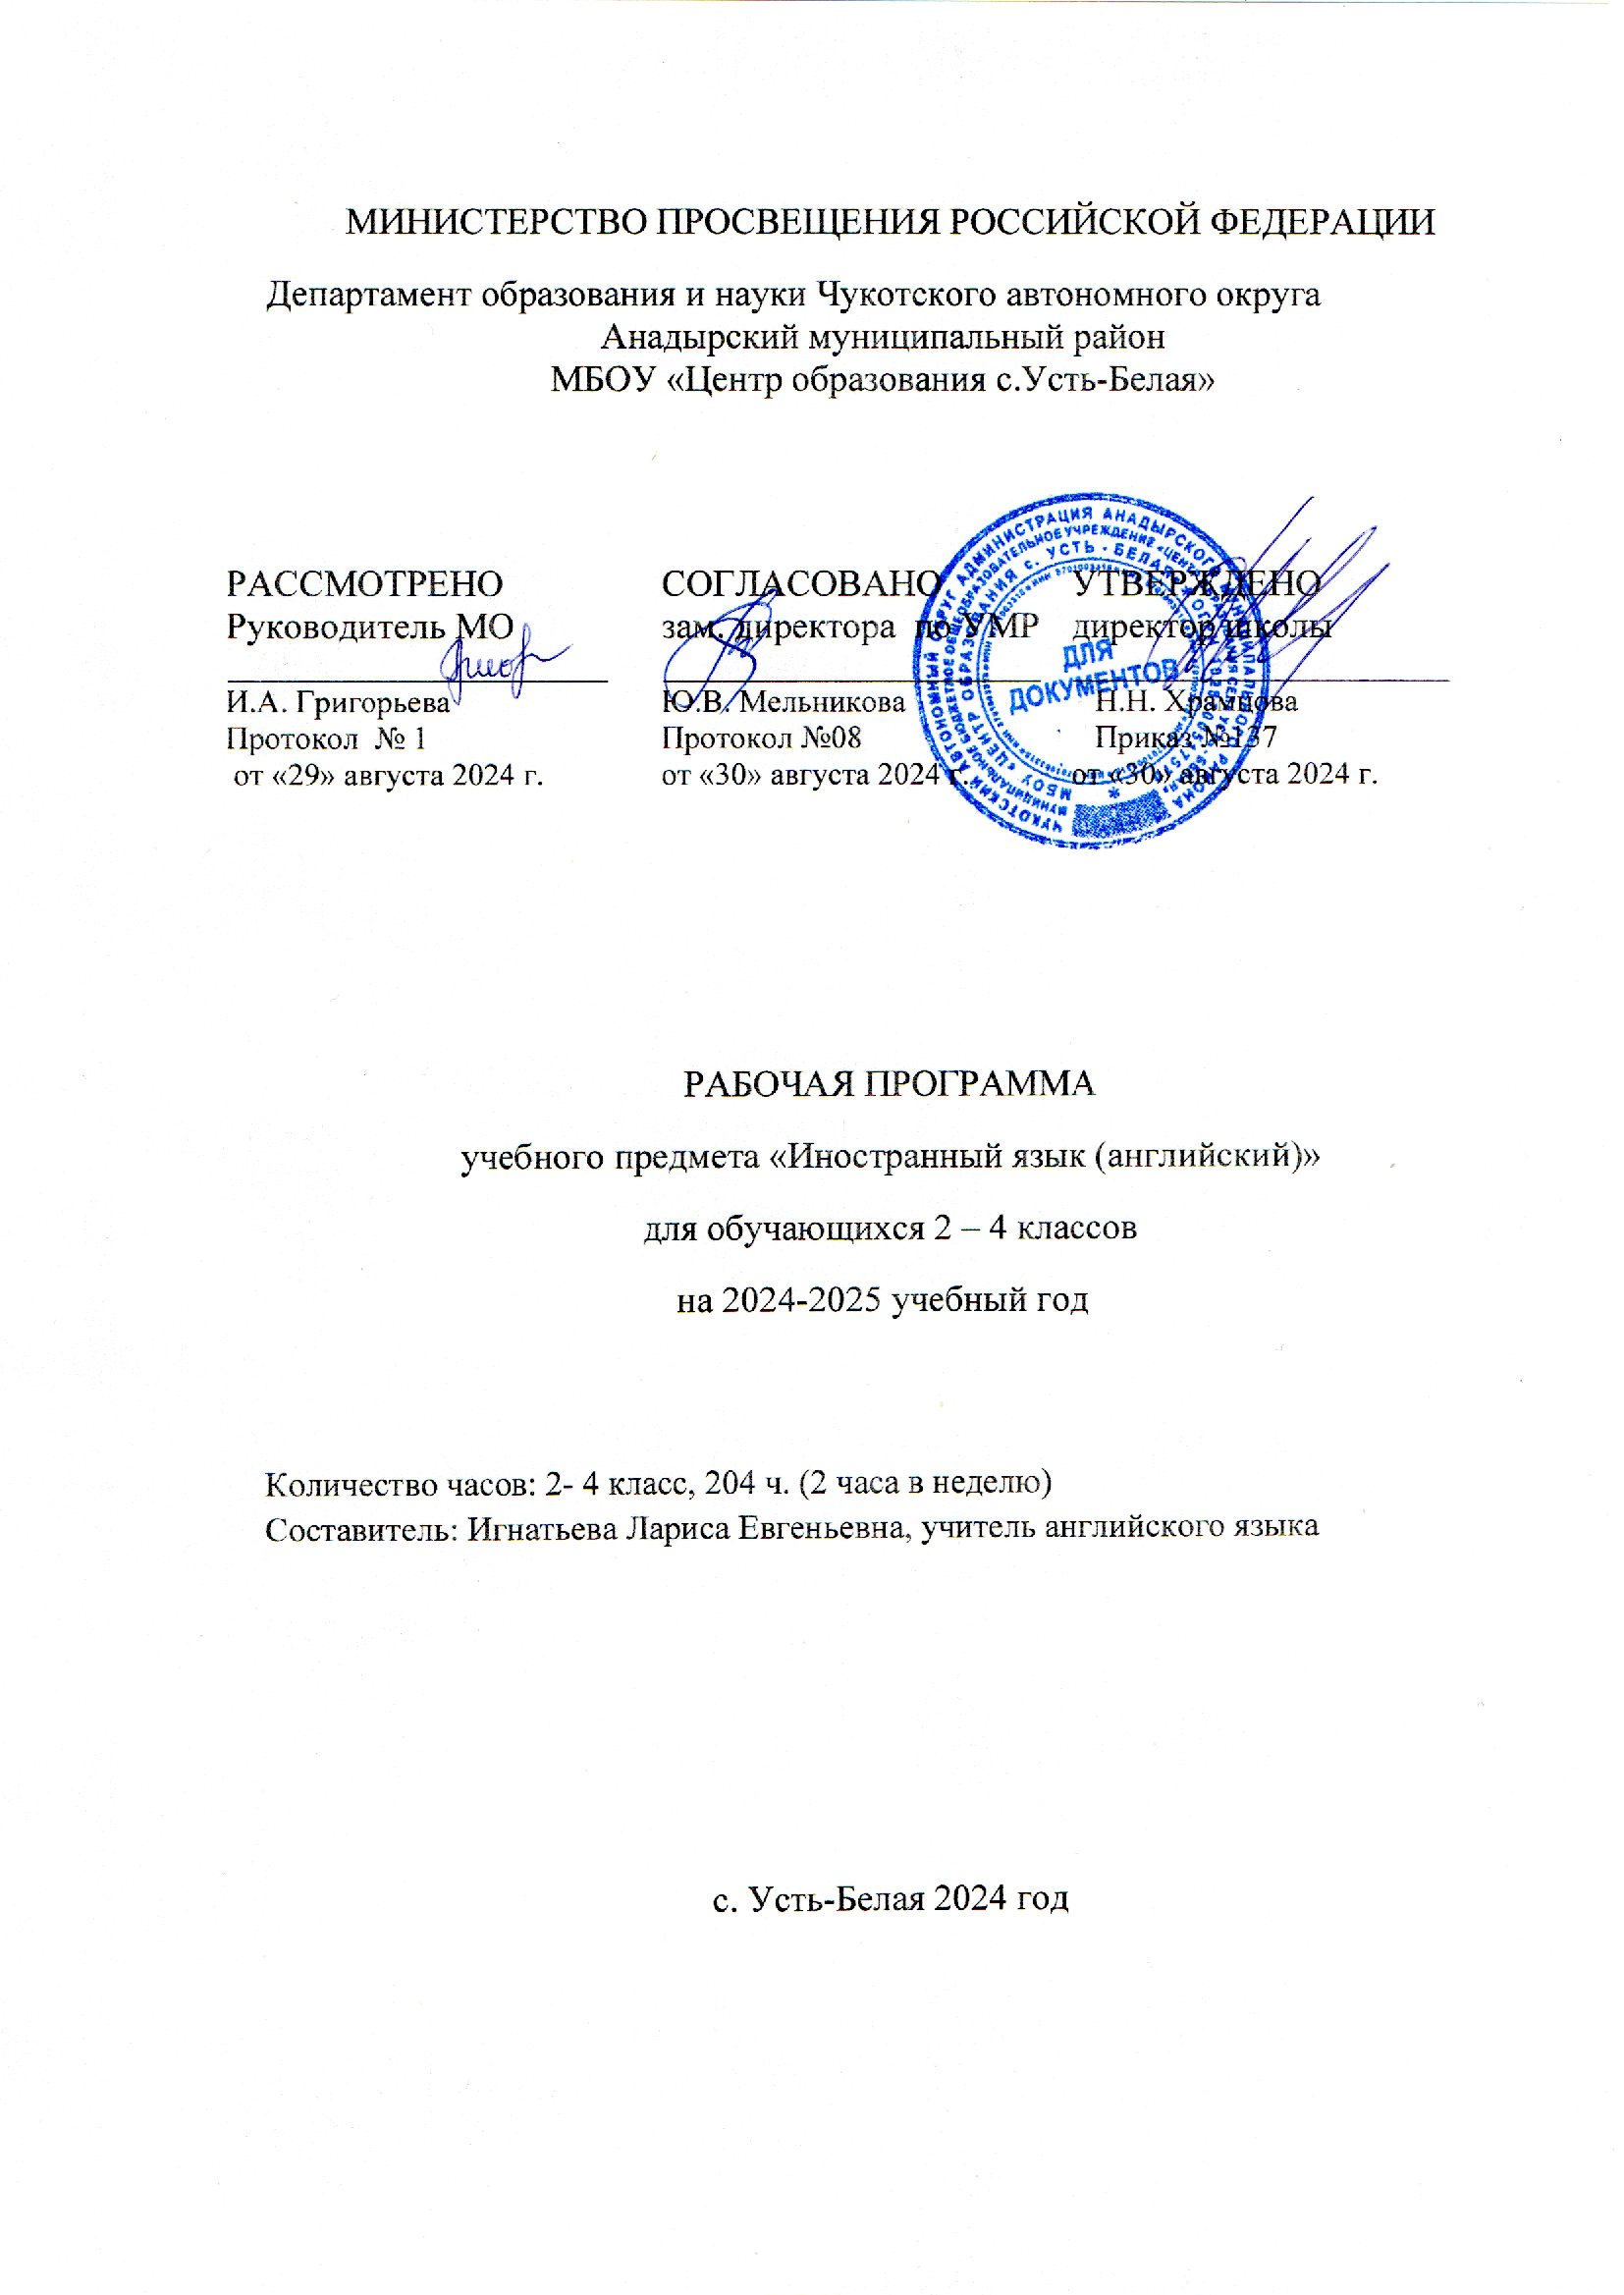 МИНИСТЕРСТВО ПРОСВЕЩЕНИЯ РОССИЙСКОЙ ФЕДЕРАЦИИ
Департамент образования и науки Чукотского автономного округа
Анадырский муниципальный район
МБОУ «Центр образования с.Усть-Белая»
РАССМОТРЕНО
Руководитель МО
И.А. Григорьева
Протокол № 1
от «29» августа 2024 г.
СОГЛАСОВАНО
зам. директора по УМР
Ю.В. Мельникова
Протокол №08
от «30» августа 2024 г.
УТВЕРЖДЕНО
директор школы
Н.Н. Храмцова
Приказ №137
от «30» августа 2024 г.
ДЛЯ
ДОКУМЕНТОВ
РАБОЧАЯ ПРОГРАММА
учебного предмета «Иностранный язык (английский)»
для обучающихся 2 – 4 классов
на 2024-2025 учебный год
Количество часов: 2- 4 класс, 204 ч. (2 часа в неделю)
Составитель: Игнатьева Лариса Евгеньевна, учитель английского языка
с. Усть-Белая 2024 год